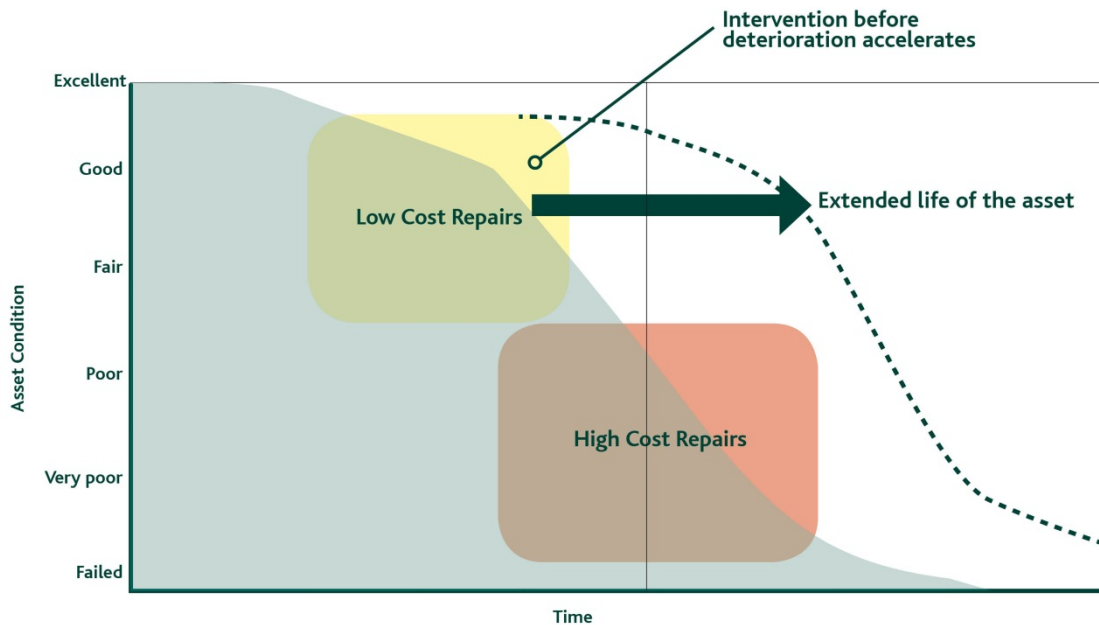 Intervention before
deterioration accelerates
Excellent
Good
Extended life of the asset
Low Cost Repairs
Fair
Asset Condition
Poor
High Cost Repairs
Very poor
Failed
Time